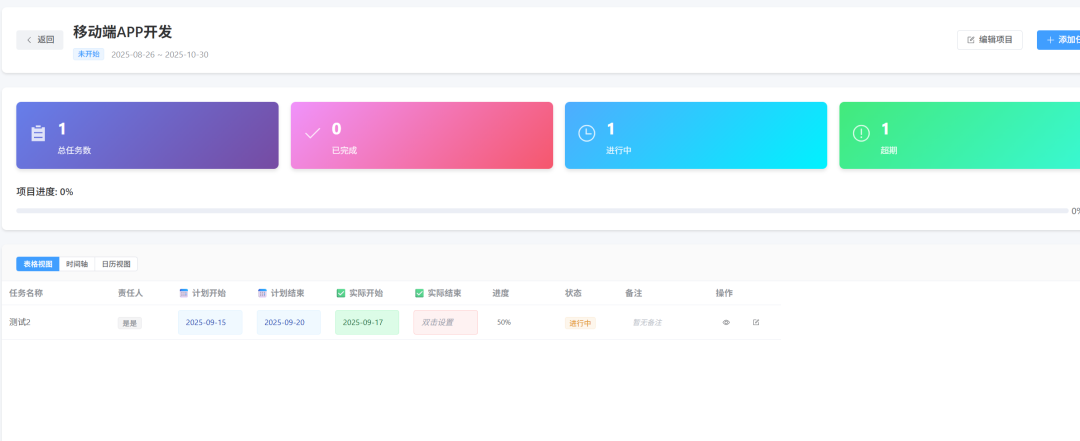 返回
移动端APP开发
未开始 2025-08-26 ~ 2025-10-30
编辑项目
添加
1
总任务数
0
已完成
1
进行中
1
超期
项目进度: 0%
0%
表格视图 时间轴 日历视图
任务名称 责任人 计划开始 计划结束 实际开始 实际结束 进度 状态 备注 操作
测试2 是是 2025-09-15 2025-09-20 2025-09-17 双击设置 50% 进行中 暂无备注